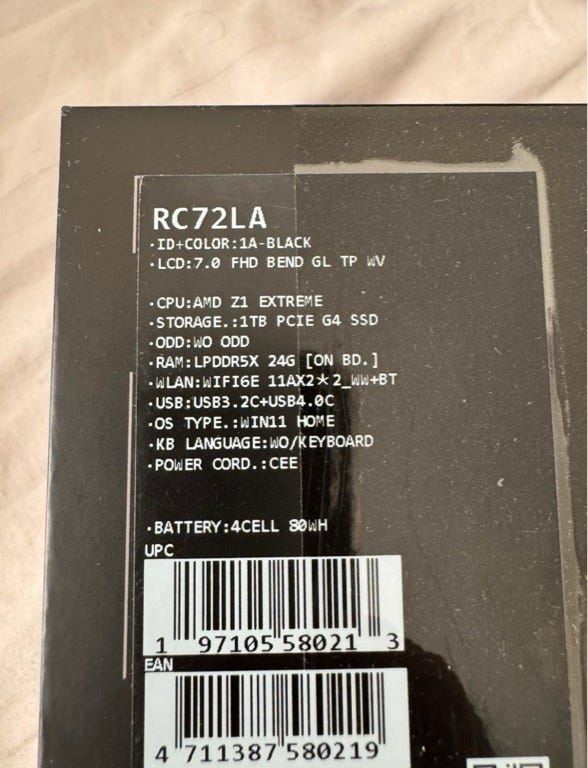 RC72LA
·ID+COLOR:1A-BLACK
·LCD:7.0 FHD BEND GL TP WV
·CPU:AMD Z1 EXTREME
·STORAGE.:1TB PCIE G4 SSD
·ODD:WO ODD
·RAM:LPDDR5X 24G [ON BD.]
·WLAN:WIFI6E 11AX2*2_WW+BT
·USB:USB3.2C+USB4.0C
·OS TYPE.:WIN11 HOME
·KB LANGUAGE:WO/KEYBOARD
·POWER CORD.:CEE
·BATTERY:4CELL 80WH
UPC
1 97105 58021 3
EAN
4 711387 580219